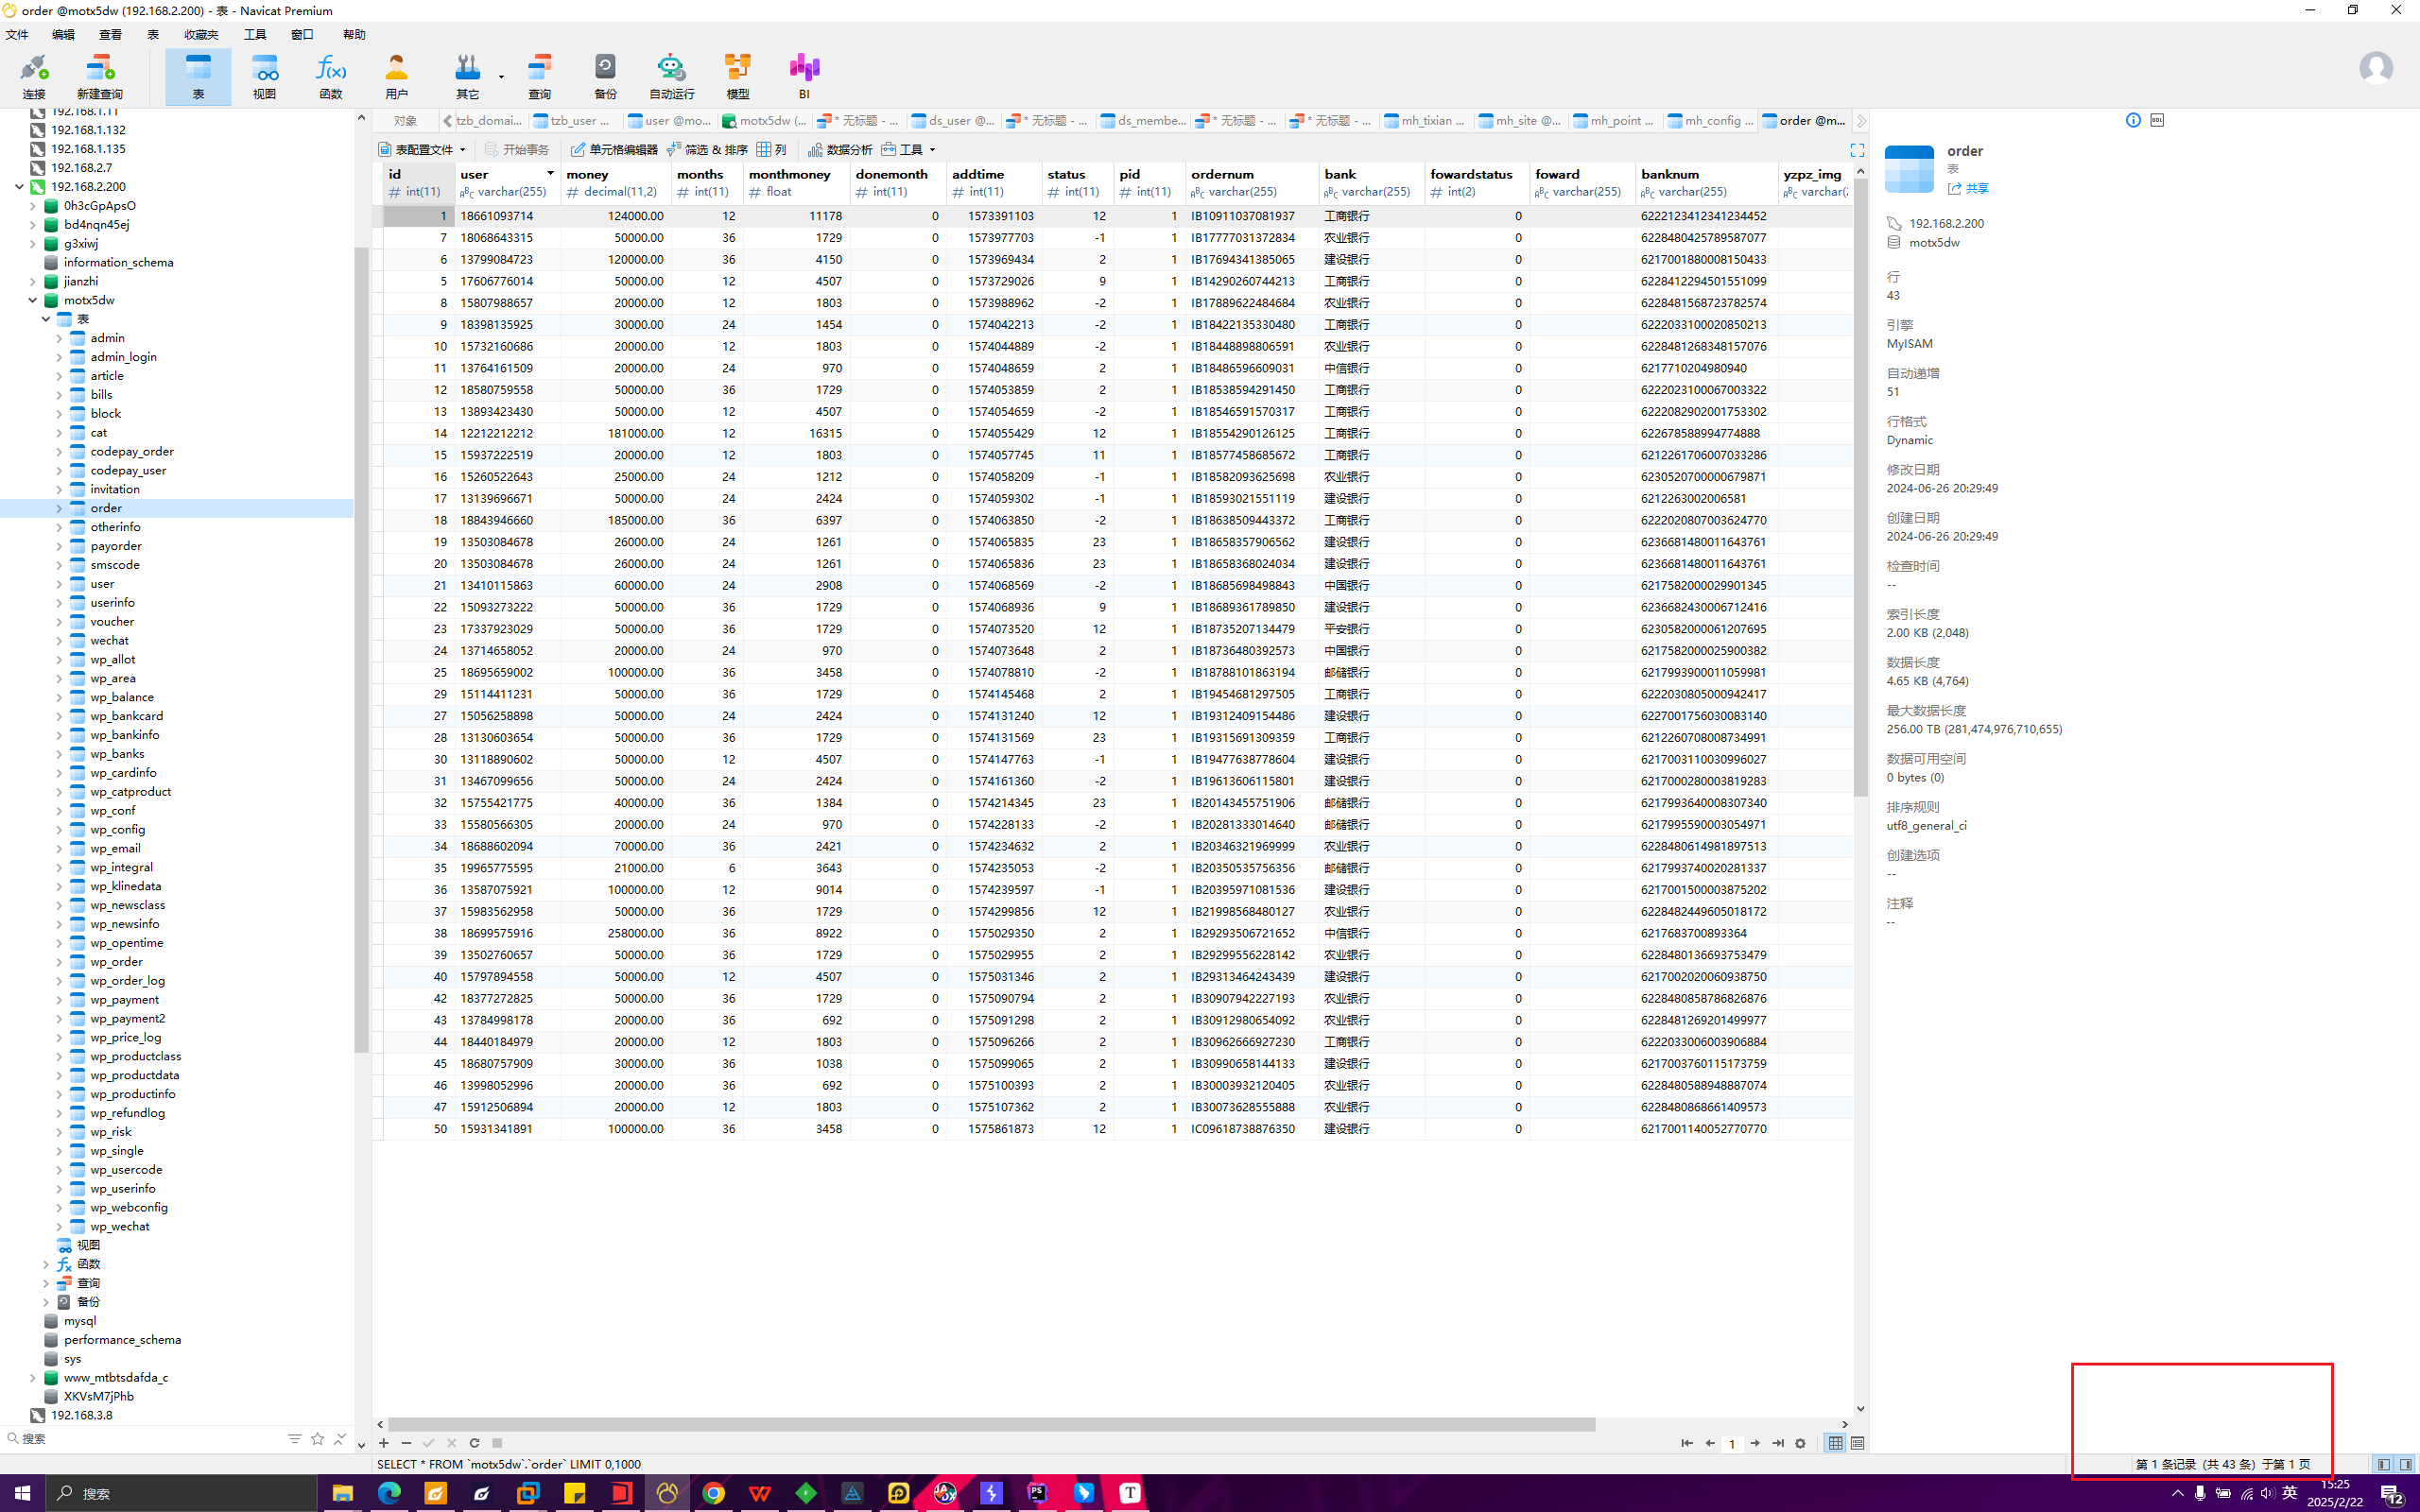 order @motx5dw (192.168.2.200) - 表 - Navicat Premium
文件 编辑 查看 表 收藏夹 工具 窗口 帮助
连接 新建查询 表 视图 函数 用户 其它 查询 备份 自动运行 模型 BI
192.168.1.11
192.168.1.132
192.168.1.135
192.168.2.7
192.168.2.200
0h3cGpApsO
bd4nqn45ej
g3xiwj
information_schema
jianzhi
motx5dw
表
admin
admin_login
article
bills
block
cat
codepay_order
codepay_user
invitation
order
otherinfo
payorder
smscode
user
userinfo
voucher
wechat
wp_allot
wp_area
wp_balance
wp_bankcard
wp_bankinfo
wp_banks
wp_cardinfo
wp_catproduct
wp_conf
wp_config
wp_email
wp_integral
wp_klinedata
wp_newsclass
wp_newsinfo
wp_opentime
wp_order
wp_order_log
wp_payment
wp_payment2
wp_price_log
wp_productclass
wp_productdata
wp_productinfo
wp_refundlog
wp_risk
wp_single
wp_usercode
wp_userinfo
wp_webconfig
wp_wechat
视图
函数
查询
备份
mysql
performance_schema
sys
www_mtbtsdafda_c
XKVsM7jPhb
192.168.3.8
搜索
对象 tzb_domai... tzb_user ... user @mo... motx5dw (... * 无标题 - ... ds_user @... * 无标题 - ... ds_membe... * 无标题 - ... * 无标题 - ... mh_tixian ... mh_site @... mh_point ... mh_config ... order @m...
表配置文件 开始事务 单元格编辑器 筛选 & 排序 列 数据分析 工具
id user money months monthmoney donemonth addtime status pid ordernum bank fowardstatus foward banknum yzpz_img
int(11) varchar(255) decimal(11,2) int(11) float int(11) int(11) int(11) int(11) varchar(255) varchar(255) int(2) varchar(255) varchar(255) varchar(
1 18661093714 124000.00 12 11178 0 1573391103 12 1 IB10911037081937 工商银行 0 6222123412341234452
7 18068643315 50000.00 36 1729 0 1573977703 -1 1 IB17777031372834 农业银行 0 6228480425789587077
6 13799084723 120000.00 36 4150 0 1573969434 2 1 IB17694341385065 建设银行 0 6217001880008150433
5 17606776014 50000.00 12 4507 0 1573729026 9 1 IB14290260744213 工商银行 0 6228412294501551099
8 15807988657 20000.00 12 1803 0 1573988962 -2 1 IB17889622484684 农业银行 0 6228481568723782574
9 18398135925 30000.00 24 1454 0 1574042213 -2 1 IB18422135330480 工商银行 0 6222033100020850213
10 15732160686 20000.00 12 1803 0 1574044889 -2 1 IB18448898806591 农业银行 0 6228481268348157076
11 13764161509 20000.00 24 970 0 1574048659 2 1 IB18486596609031 中信银行 0 6217710204980940
12 18580759558 50000.00 36 1729 0 1574053859 2 1 IB18538594291450 工商银行 0 6222023100067003322
13 13893423430 50000.00 12 4507 0 1574054659 -2 1 IB18546591570317 工商银行 0 6222082902001753302
14 12212212212 181000.00 12 16315 0 1574055429 12 1 IB18554290126125 工商银行 0 622678588994774888
15 15937222519 20000.00 12 1803 0 1574057745 11 1 IB18577458685672 工商银行 0 6212261706007033286
16 15260522643 25000.00 24 1212 0 1574058209 -1 1 IB18582093625698 农业银行 0 6230520700000679871
17 13139696671 50000.00 24 2424 0 1574059302 -1 1 IB18593021551119 建设银行 0 6212263002006581
18 18843946660 185000.00 36 6397 0 1574063850 -2 1 IB18638509443372 工商银行 0 6222020807003624770
19 13503084678 26000.00 24 1261 0 1574065835 23 1 IB18658357906562 建设银行 0 6236681480011643761
20 13503084678 26000.00 24 1261 0 1574065836 23 1 IB18658368024034 建设银行 0 6236681480011643761
21 13410115863 60000.00 24 2908 0 1574068569 -2 1 IB18685698498843 中国银行 0 6217582000029901345
22 15093273222 50000.00 36 1729 0 1574068936 9 1 IB18689361789850 建设银行 0 6236682430006712416
23 17337923029 50000.00 36 1729 0 1574073520 12 1 IB18735207134479 平安银行 0 6230582000061207695
24 13714658052 20000.00 24 970 0 1574073648 2 1 IB18736480392573 中国银行 0 6217582000025900382
25 18695659002 100000.00 36 3458 0 1574078810 -2 1 IB18788101863194 邮储银行 0 6217993900011059981
29 15114411231 50000.00 36 1729 0 1574145468 2 1 IB19454681297505 工商银行 0 6222030805000942417
27 15056258898 50000.00 24 2424 0 1574131240 12 1 IB19312409154486 建设银行 0 6227001756030083140
28 13130603654 50000.00 36 1729 0 1574131569 23 1 IB19315691309359 工商银行 0 6212260708008734991
30 13118890602 50000.00 12 4507 0 1574147763 -1 1 IB19477638778604 建设银行 0 6217003110030996027
31 13467099656 50000.00 24 2424 0 1574161360 -2 1 IB19613606115801 建设银行 0 6217000280003819283
32 15755421775 40000.00 36 1384 0 1574214345 23 1 IB20143455751906 邮储银行 0 6217993640008307340
33 15580566305 20000.00 24 970 0 1574228133 -2 1 IB20281333014640 邮储银行 0 6217995590003054971
34 18688602094 70000.00 36 2421 0 1574234632 2 1 IB20346321969999 农业银行 0 6228480614981897513
35 19965775595 21000.00 6 3643 0 1574235053 -2 1 IB20350535756356 邮储银行 0 6217993740020281337
36 13587075921 100000.00 12 9014 0 1574239597 -1 1 IB20395971081536 建设银行 0 6217001500003875202
37 15983562958 50000.00 36 1729 0 1574299856 12 1 IB21998568480127 农业银行 0 6228482449605018172
38 18699575916 258000.00 36 8922 0 1575029350 2 1 IB29293506721652 中信银行 0 6217683700893364
39 13502760657 50000.00 36 1729 0 1575029955 2 1 IB29299556228142 农业银行 0 6228480136693753479
40 15797894558 50000.00 12 4507 0 1575031346 2 1 IB29313464243439 建设银行 0 6217002020060938750
42 18377272825 50000.00 36 1729 0 1575090794 2 1 IB30907942227193 农业银行 0 6228480858786826876
43 13784998178 20000.00 36 692 0 1575091298 2 1 IB30912980654092 农业银行 0 6228481269201499977
44 18440184979 20000.00 12 1803 0 1575096266 2 1 IB30962666927230 工商银行 0 6222033006003906884
45 18680757909 30000.00 36 1038 0 1575099065 2 1 IB30990658144133 建设银行 0 6217003760115173759
46 13998052996 20000.00 36 692 0 1575100393 2 1 IB30003932120405 农业银行 0 6228480588948887074
47 15912506894 20000.00 12 1803 0 1575107362 2 1 IB30073628555888 农业银行 0 6228480868661409573
50 15931341891 100000.00 36 3458 0 1575861873 12 1 IC09618738876350 建设银行 0 6217001140052770770
1
SELECT * FROM `motx5dw`.`order` LIMIT 0,1000
order
表
共享
192.168.2.200
motx5dw
行
43
引擎
MyISAM
自动递增
51
行格式
Dynamic
修改日期
2024-06-26 20:29:49
创建日期
2024-06-26 20:29:49
检查时间
--
索引长度
2.00 KB (2,048)
数据长度
4.65 KB (4,764)
最大数据长度
256.00 TB (281,474,976,710,655)
数据可用空间
0 bytes (0)
排序规则
utf8_general_ci
创建选项
--
注释
--
第 1 条记录（共 43 条）于第 1 页
搜索
英
15:25
2025/2/22
12